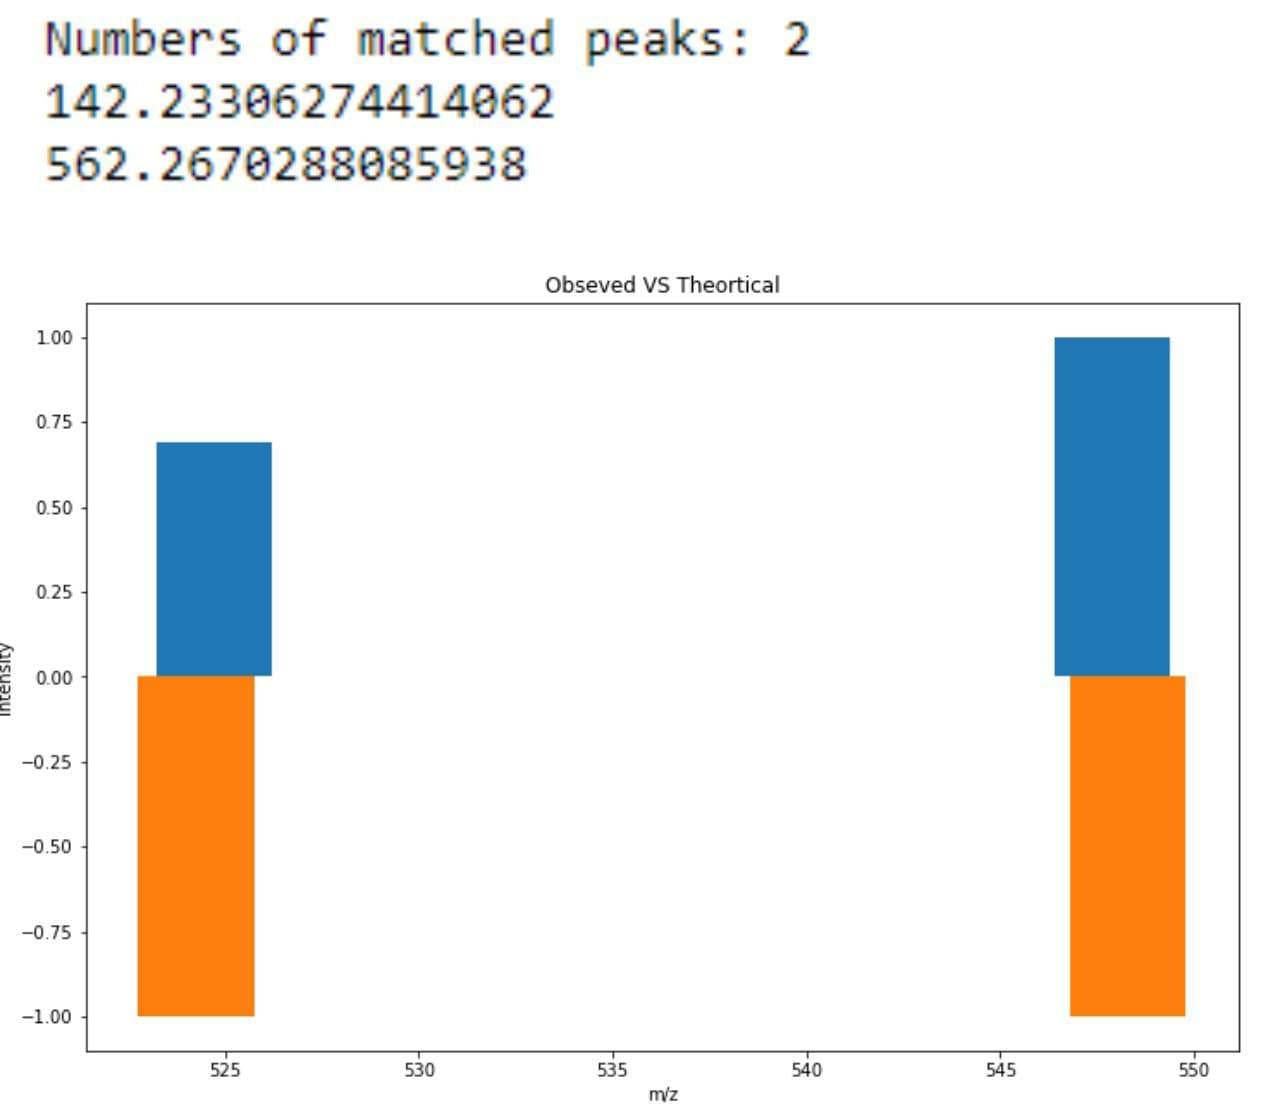 Numbers of matched peaks: 2
142.23306274414062
562.2670288085938
Obseved VS Theortical
1.00
0.75
0.50
0.25
0.00
−0.25
−0.50
−0.75
−1.00
Intensity
525 530 535 540 545 550
m/z